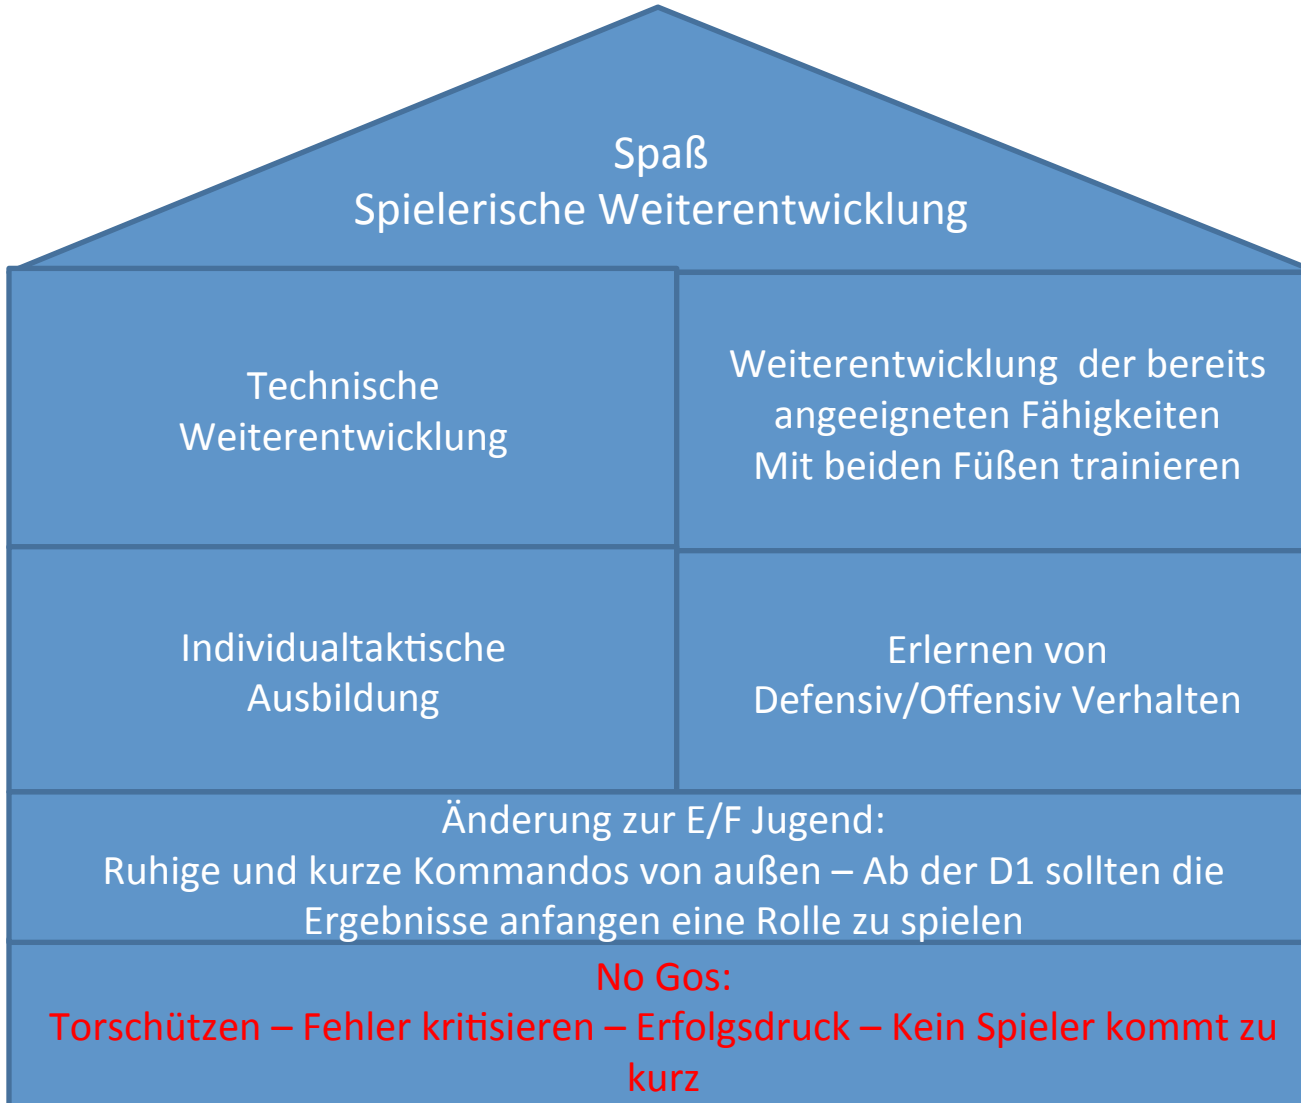 Spaß
Spielerische Weiterentwicklung
Technische
Weiterentwicklung
Weiterentwicklung der bereits
angeeigneten Fähigkeiten
Mit beiden Füßen trainieren
Individualtaktische
Ausbildung
Erlernen von
Defensiv/Offensiv Verhalten
Änderung zur E/F Jugend:
Ruhige und kurze Kommandos von außen – Ab der D1 sollten die
Ergebnisse anfangen eine Rolle zu spielen
No Gos:
Torschützen – Fehler kritisieren – Erfolgsdruck – Kein Spieler kommt zu
kurz